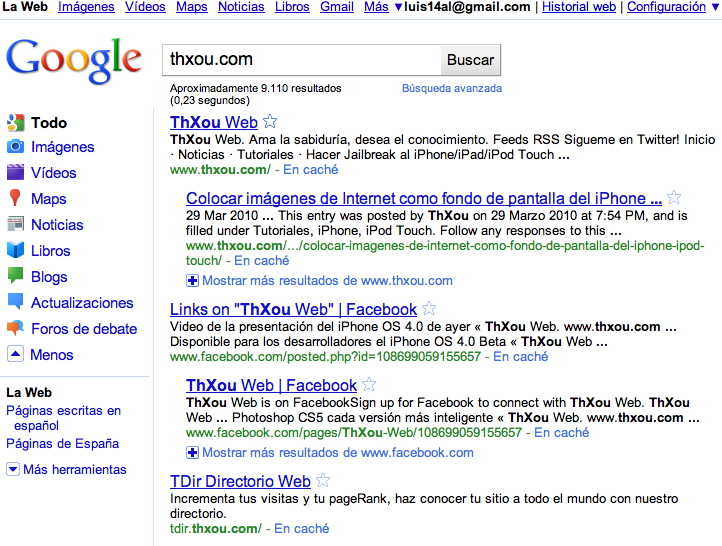 La Web Imágenes Vídeos Maps Noticias Libros Gmail Más ▼ luis14al@gmail.com | Historial web | Configuración ▼
Google
thxou.com Buscar
Aproximadamente 9.110 resultados Búsqueda avanzada
(0,23 segundos)
Todo
Imágenes
Vídeos
Maps
Noticias
Libros
Blogs
Actualizaciones
Foros de debate
Menos
La Web
Páginas escritas en
español
Páginas de España
Más herramientas
ThXou Web
ThXou Web. Ama la sabiduría, desea el conocimiento. Feeds RSS Sigueme en Twitter! Inicio
· Noticias · Tutoriales · Hacer Jailbreak al iPhone/iPad/iPod Touch ...
www.thxou.com/ - En caché
Colocar imágenes de Internet como fondo de pantalla del iPhone ...
29 Mar 2010 ... This entry was posted by ThXou on 29 Marzo 2010 at 7:54 PM, and is
filled under Tutoriales, iPhone, iPod Touch. Follow any responses to this ...
www.thxou.com/.../colocar-imagenes-de-internet-como-fondo-de-pantalla-del-iphone-ipod-
touch/ - En caché
Mostrar más resultados de www.thxou.com
Links on "ThXou Web" | Facebook
Video de la presentación del iPhone OS 4.0 de ayer « ThXou Web. www.thxou.com ...
Disponible para los desarrolladores el iPhone 4.0 Beta « ThXou Web ...
www.facebook.com/posted.php?id=108699059155657 - En caché
ThXou Web | Facebook
ThXou Web is on FacebookSign up for Facebook to connect with ThXou Web. ThXou
Web ... Photoshop CS5 cada versión más inteligente « ThXou Web. www.thxou.com ...
www.facebook.com/pages/ThXou-Web/108699059155657 - En caché
Mostrar más resultados de www.facebook.com
TDir Directorio Web
Incrementa tus visitas y tu pageRank, haz conocer tu sitio a todo el mundo con nuestro
directorio.
tdir.thxou.com/ - En caché